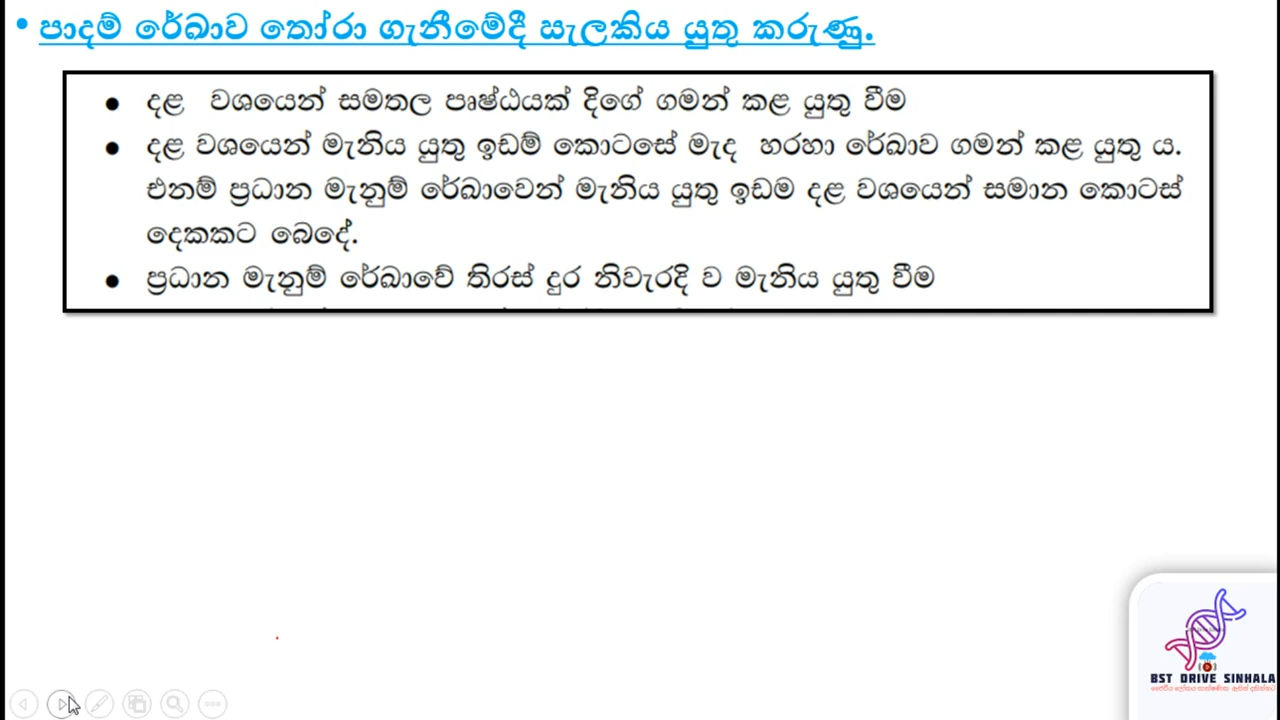 • පාදම් රේඛාව තෝරා ගැනීමේදී සැලකිය යුතු කරුණු.
● දළ වශයෙන් සමතල පෘෂ්ඨයක් දිගේ ගමන් කළ යුතු වීම
● දළ වශයෙන් මැනිය යුතු ඉඩම් කොටසේ මැද හරහා රේඛාව ගමන් කළ යුතු ය.
එනම් ප්‍රධාන මැනුම් රේඛාවෙන් මැනිය යුතු ඉඩම දළ වශයෙන් සමාන කොටස්
දෙකකට බෙදේ.
● ප්‍රධාන මැනුම් රේඛාවේ තිරස් දුර නිවැරදි ව මැනිය යුතු වීම
BST DRIVE SINHALA